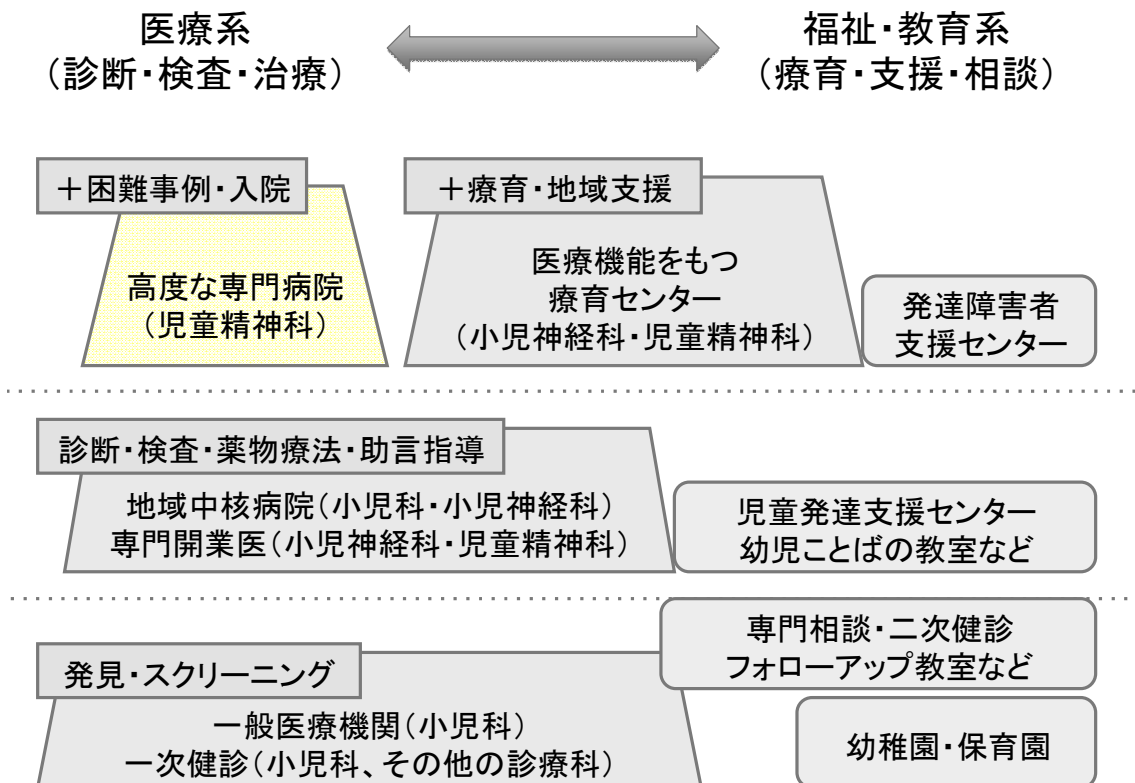 医療系
（診断・検査・治療）
福祉・教育系
（療育・支援・相談）
＋困難事例・入院
高度な専門病院
（児童精神科）
＋療育・地域支援
医療機能をもつ
療育センター
（小児神経科・児童精神科）
発達障害者
支援センター
診断・検査・薬物療法・助言指導
地域中核病院（小児科・小児神経科）
専門開業医（小児神経科・児童精神科）
児童発達支援センター
幼児ことばの教室など
専門相談・二次健診
フォローアップ教室など
発見・スクリーニング
一般医療機関（小児科）
一次健診（小児科、その他の診療科）
幼稚園・保育園